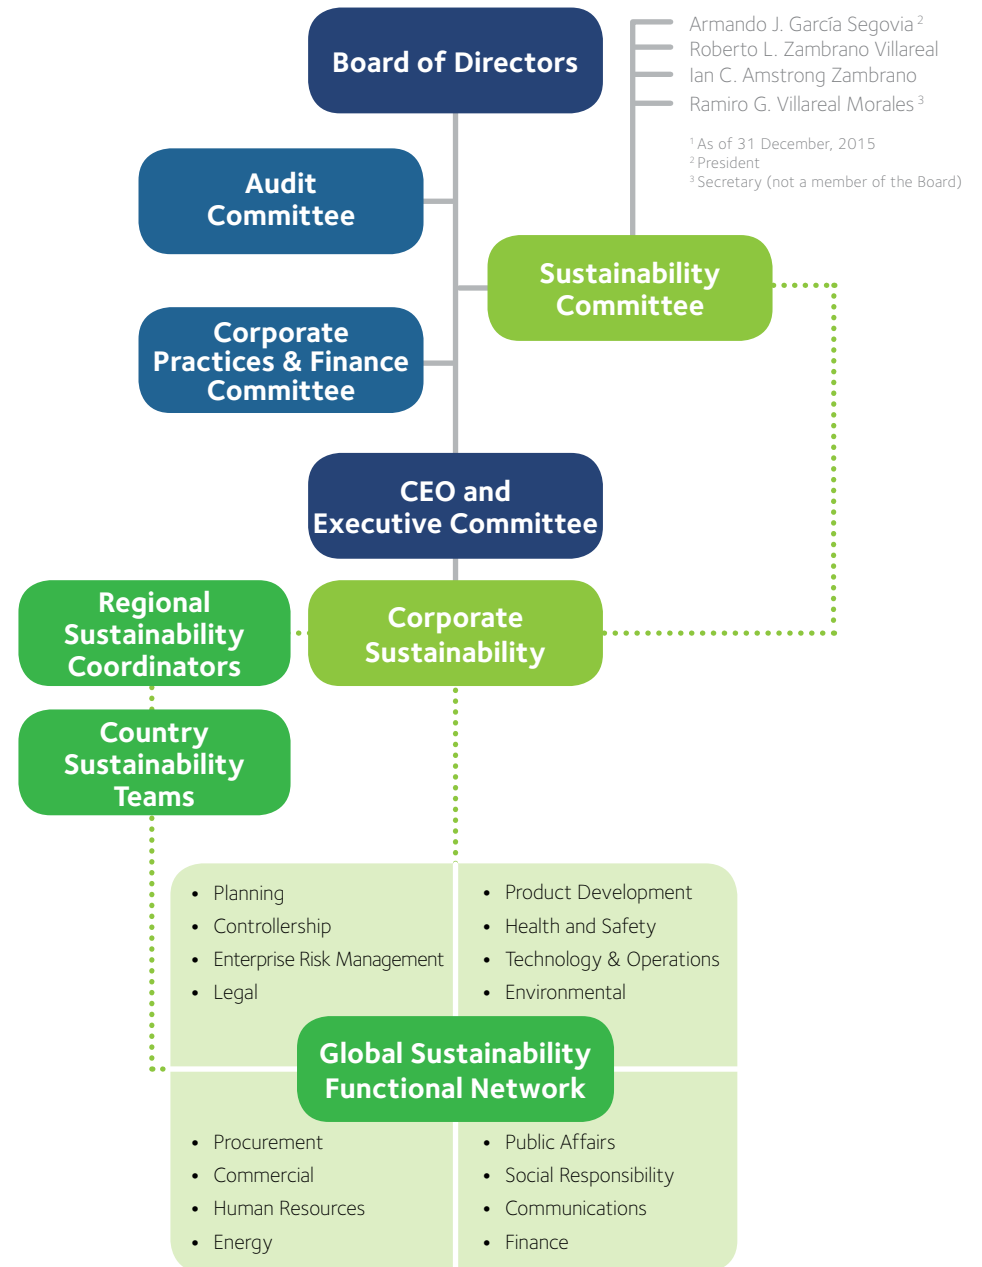 Board of Directors
Armando J. García Segovia ²
Roberto L. Zambrano Villareal
Ian C. Amstrong Zambrano
Ramiro G. Villareal Morales ³
¹ As of 31 December, 2015
² President
³ Secretary (not a member of the Board)
Audit
Committee
Sustainability
Committee
Corporate
Practices & Finance
Committee
CEO and
Executive Committee
Regional
Sustainability
Coordinators
Corporate
Sustainability
Country
Sustainability
Teams
• Planning
• Controllership
• Enterprise Risk Management
• Legal
• Product Development
• Health and Safety
• Technology & Operations
• Environmental
Global Sustainability
Functional Network
• Procurement
• Commercial
• Human Resources
• Energy
• Public Affairs
• Social Responsibility
• Communications
• Finance